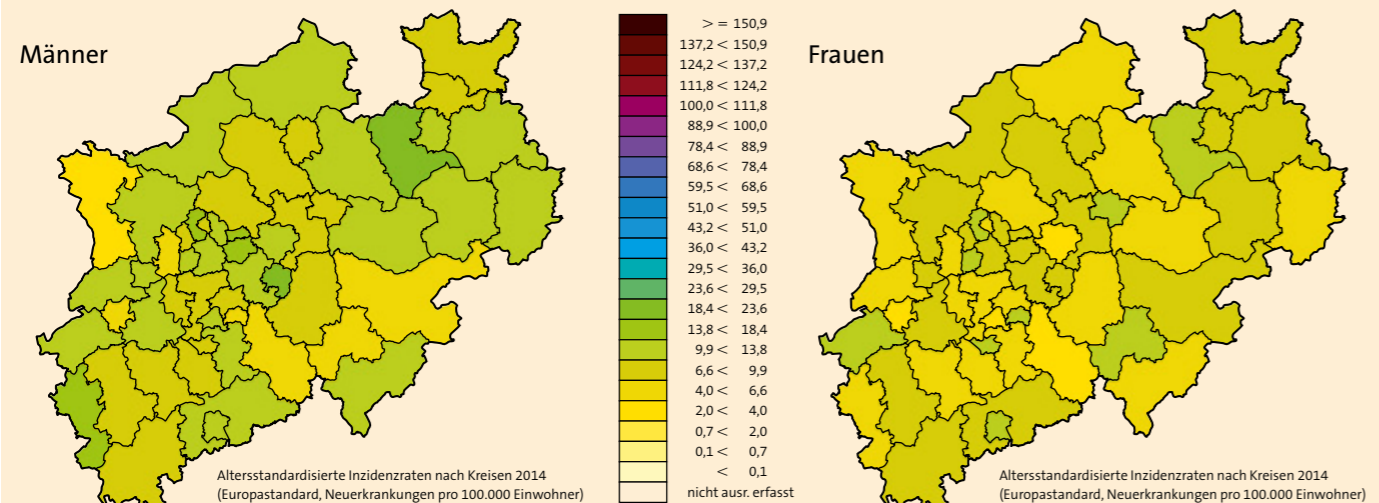 Männer
> = 150,9
137,2 < 150,9
124,2 < 137,2
111,8 < 124,2
100,0 < 111,8
88,9 < 100,0
78,4 < 88,9
68,6 < 78,4
59,5 < 68,6
51,0 < 59,5
43,2 < 51,0
36,0 < 43,2
29,5 < 36,0
23,6 < 29,5
18,4 < 23,6
13,8 < 18,4
9,9 < 13,8
6,6 < 9,9
4,0 < 6,6
2,0 < 4,0
0,7 < 2,0
0,1 < 0,7
< 0,1
nicht ausr. erfasst
Altersstandardisierte Inzidenzraten nach Kreisen 2014
(Europastandard, Neuerkrankungen pro 100.000 Einwohner)
Frauen
Altersstandardisierte Inzidenzraten nach Kreisen 2014
(Europastandard, Neuerkrankungen pro 100.000 Einwohner)